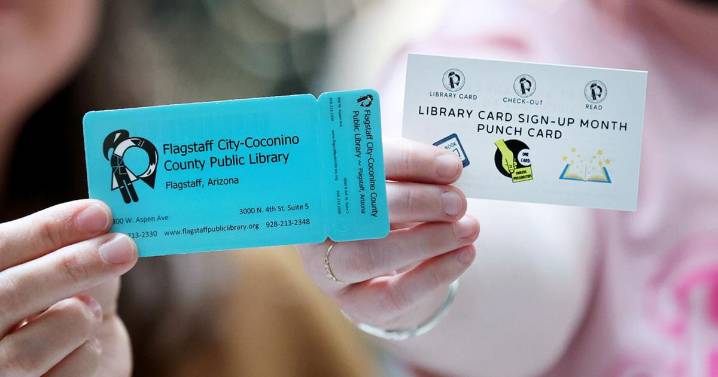 Flagstaff City-Coconino
County Public Library
Flagstaff, Arizona
300 W. Aspen Ave
3000 N. 4th St. Suite 5
213-2330
www.flagstaffpubliclibrary.org
928-213-2348
Flagstaff City-Coconino County
Public Library ~ Flagstaff, Arizona
LIBRARY CARD
CHECK-OUT
READ
LIBRARY CARD SIGN-UP MONTH
PUNCH CARD